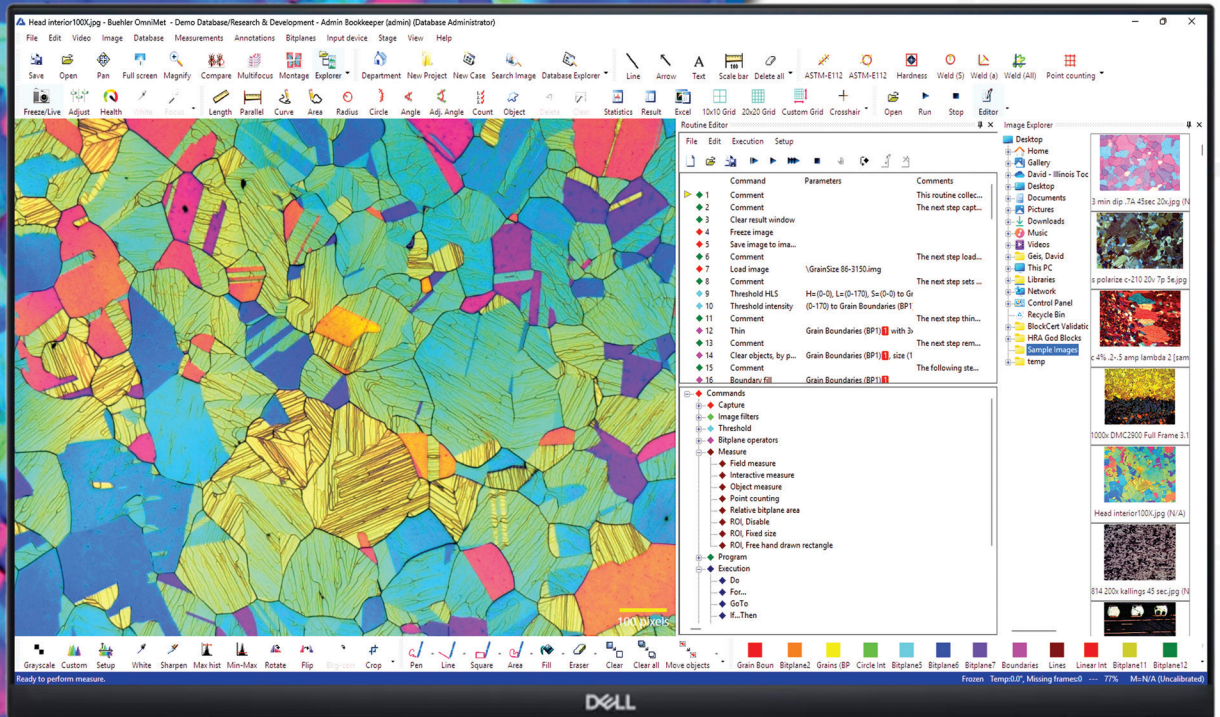 Head interior100X.jpg - Buehler OmniMet - Demo Database/Research & Development - Admin Bookkeeper (admin) (Database Administrator)
File Edit Video Image Database Measurements Annotations Bitplanes Input device Stage View Help
Save Open Pan Full screen Magnify Compare Multifocus Montage Explorer Department New Project New Case Search Image Database Explorer Line Arrow Text Scale bar Delete all ASTM-E112 ASTM-E112 Hardness Weld (S) Weld (a) Weld (All) Point counting
Freeze/Live Adjust Health White Focus Length Parallel Curve Area Radius Circle Angle Adj. Angle Count Object Delete Clear Statistics Result Excel 10x10 Grid 20x20 Grid Custom Grid Crosshair Open Run Stop Editor
Routine Editor
File Edit Execution Setup
Command Parameters Comments
1 Comment This routine collec...
2 Comment The next step capt...
3 Clear result window
4 Freeze image
5 Save image to ima...
6 Comment The next step load...
7 Load image \GrainSize 86-3150.img
8 Comment The next step sets ...
9 Threshold HLS H=(0-0), L=(0-170), S=(0-0) to Gr
10 Threshold intensity (0-170) to Grain Boundaries (BP1
11 Comment The next step thin...
12 Thin Grain Boundaries (BP1) 1 with 3x
13 Comment The next step rem...
14 Clear objects, by p... Grain Boundaries (BP1) 1, size (1
15 Comment The following ste...
16 Boundary fill Grain Boundaries (BP1) 1
Commands
Capture
Image filters
Threshold
Bitplane operators
Measure
Field measure
Interactive measure
Object measure
Point counting
Relative bitplane area
ROI, Disable
ROI, Fixed size
ROI, Free hand drawn rectangle
Program
Execution
Do
For...
GoTo
If...Then
Image Explorer
Desktop
Home
Gallery
David - Illinois Toc
Desktop
Documents
Pictures
Downloads
Music
Videos
Geis, David
This PC
Libraries
Network
Control Panel
Recycle Bin
BlockCert Validatic
HRA God Blocks
Sample Images
temp
3 min dip .7A 45sec 20x.jpg (N
s polarize c-210 20v 7p 5e.jpg
c 4% .2-.5 amp lambda 2 [sam
1000x DMC2900 Full Frame 3.1
Head interior100X.jpg (N/A)
814 200x kallings 45 sec.jpg (N
100 pixels
Grayscale Custom Setup White Sharpen Max hist Min-Max Rotate Flip Crop Pen Line Square Area Fill Eraser Clear Clear all Move objects Grain Boun Bitplane2 Grains (BP Circle Int Bitplane5 Bitplane6 Bitplane7 Boundaries Lines Linear Int Bitplane11 Bitplane12
Ready to perform measure. Frozen Temp:0.0°, Missing frames:0 --- 77% M=N/A (Uncalibrated)
DELL